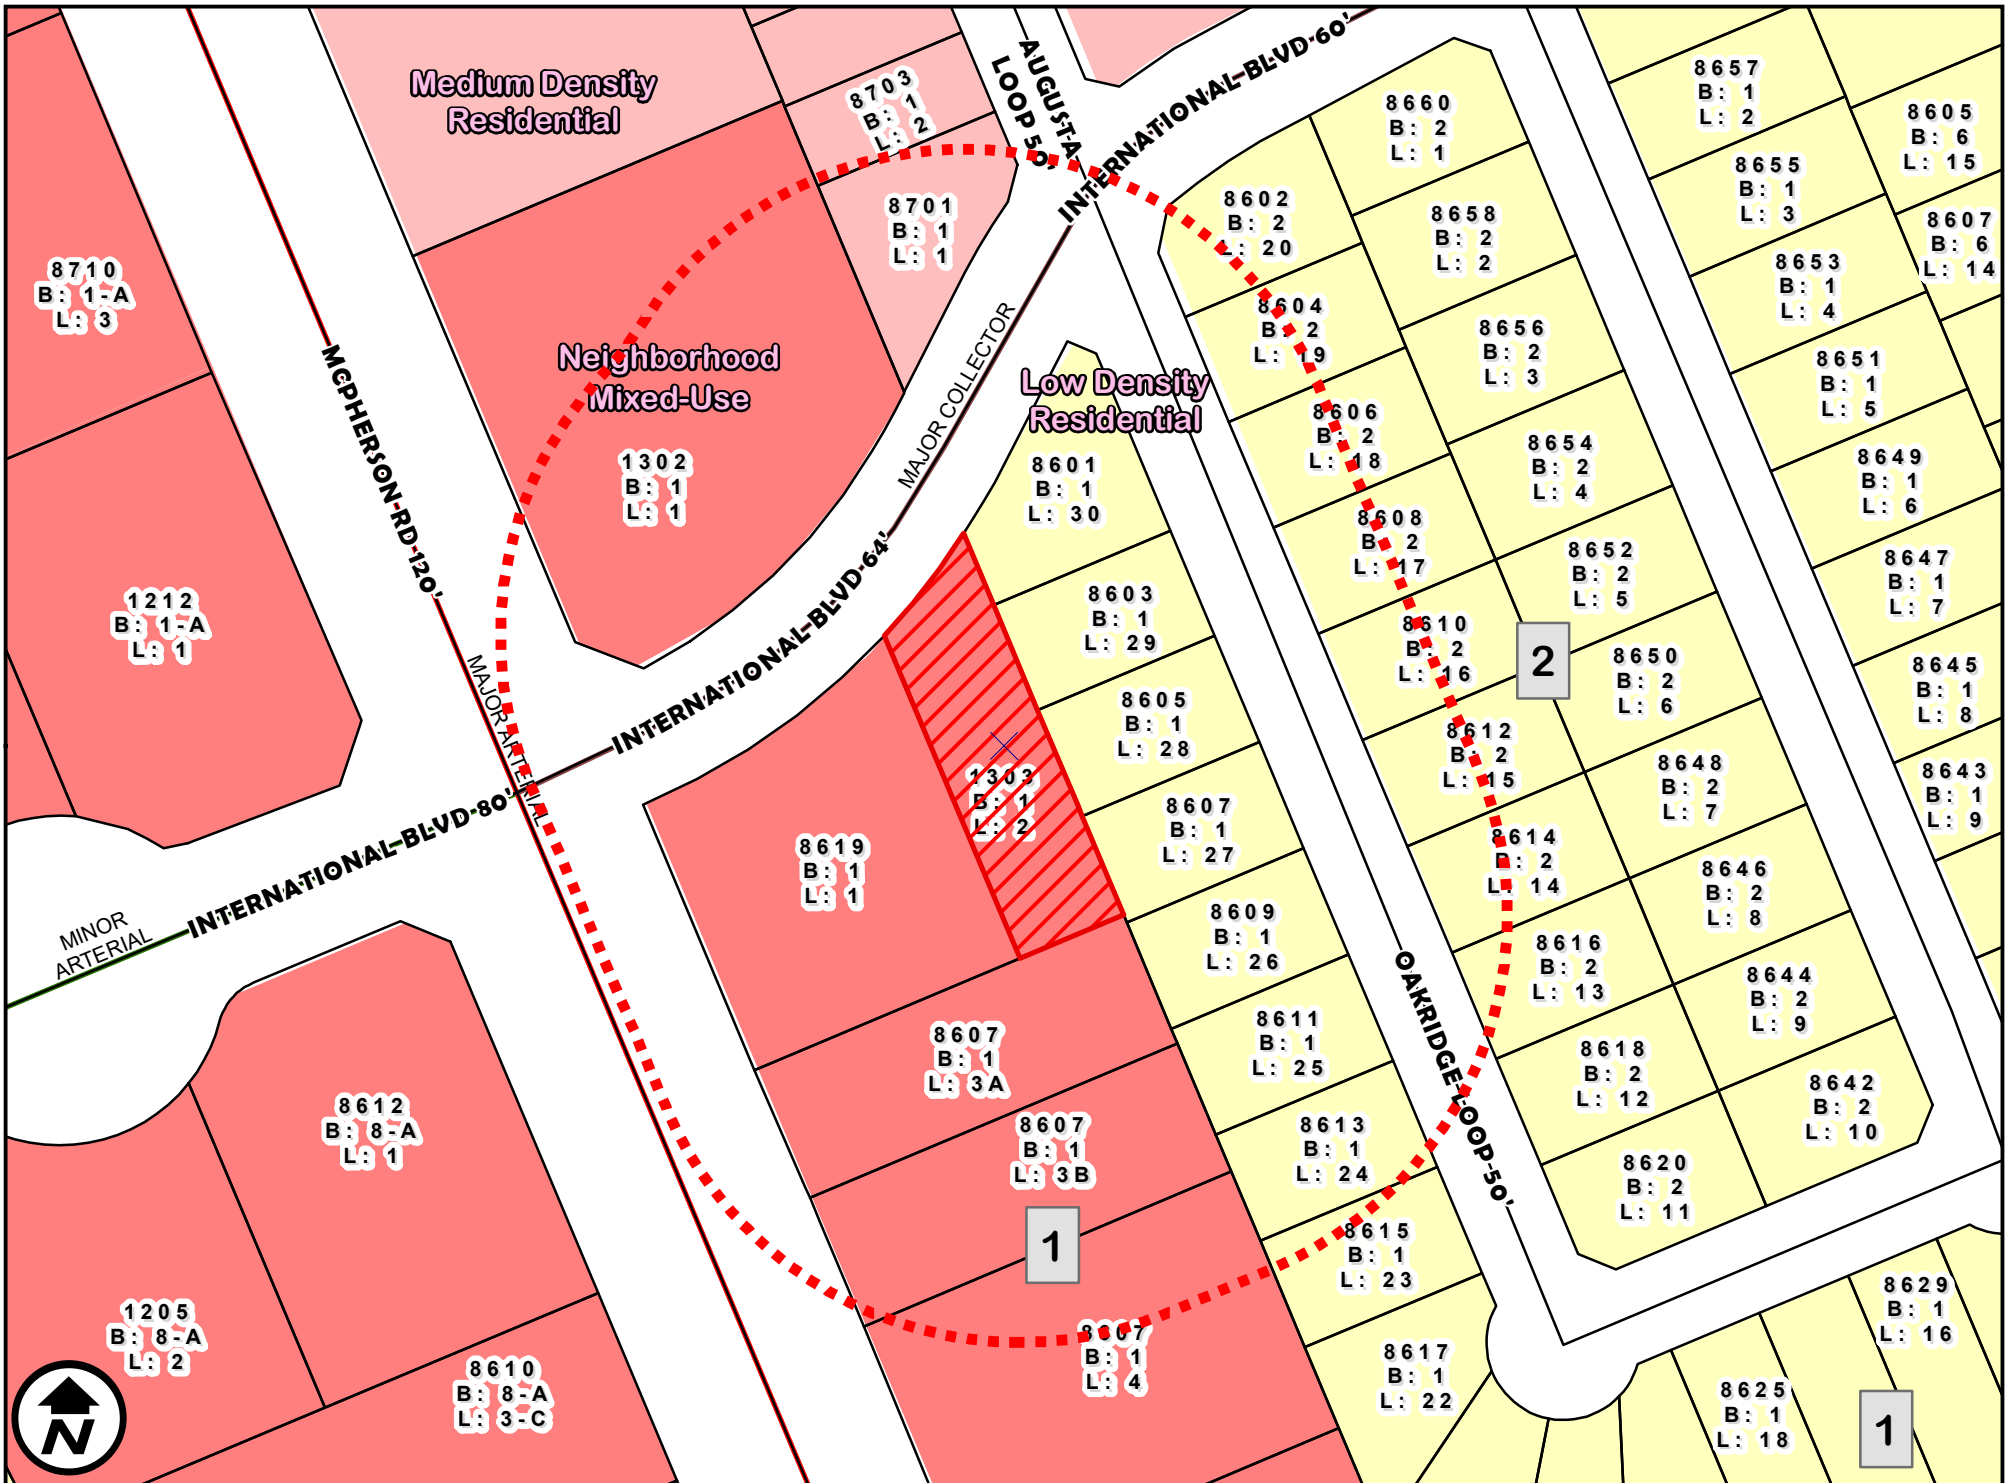 Medium Density
Residential
8703
B: 1
L: 2
AUGUSTA
LOOP 50'
INTERNATIONAL BLVD 60'
8660
B: 2
L: 1
8657
B: 1
L: 2
8605
B: 6
L: 15
8701
B: 1
L: 1
8602
B: 2
L: 20
8658
B: 2
L: 2
8655
B: 1
L: 3
8607
B: 6
L: 14
8710
B: 1-A
L: 3
8653
B: 1
L: 4
Neighborhood
Mixed-Use
8604
B: 2
L: 19
8656
B: 2
L: 3
MAJOR COLLECTOR
Low Density
Residential
8651
B: 1
L: 5
MCPHERSON RD 120'
1302
B: 1
L: 1
8601
B: 1
L: 30
8606
B: 2
L: 18
8654
B: 2
L: 4
8649
B: 1
L: 6
8608
B: 2
L: 17
8652
B: 2
L: 5
8647
B: 1
L: 7
1212
B: 1-A
L: 1
INTERNATIONAL BLVD 64'
8603
B: 1
L: 29
8610
B: 2
L: 16
2
8650
B: 2
L: 6
8645
B: 1
L: 8
MAJOR ARTERIAL
8605
B: 1
L: 28
8612
B: 2
L: 15
8648
B: 2
L: 7
8643
B: 1
L: 9
1303
B: 1
L: 2
8607
B: 1
L: 27
INTERNATIONAL BLVD 80'
8619
B: 1
L: 1
8614
B: 2
L: 14
8646
B: 2
L: 8
MINOR
ARTERIAL
8609
B: 1
L: 26
8616
B: 2
L: 13
8644
B: 2
L: 9
OAKRIDGE LOOP 50'
8607
B: 1
L: 3A
8611
B: 1
L: 25
8618
B: 2
L: 12
8642
B: 2
L: 10
8612
B: 8-A
L: 1
8607
B: 1
L: 3B
8613
B: 1
L: 24
8620
B: 2
L: 11
1
8615
B: 1
L: 23
8629
B: 1
L: 16
1205
B: 8-A
L: 2
8607
B: 1
L: 4
8617
B: 1
L: 22
8610
B: 8-A
L: 3-C
8625
B: 1
L: 18
1
N